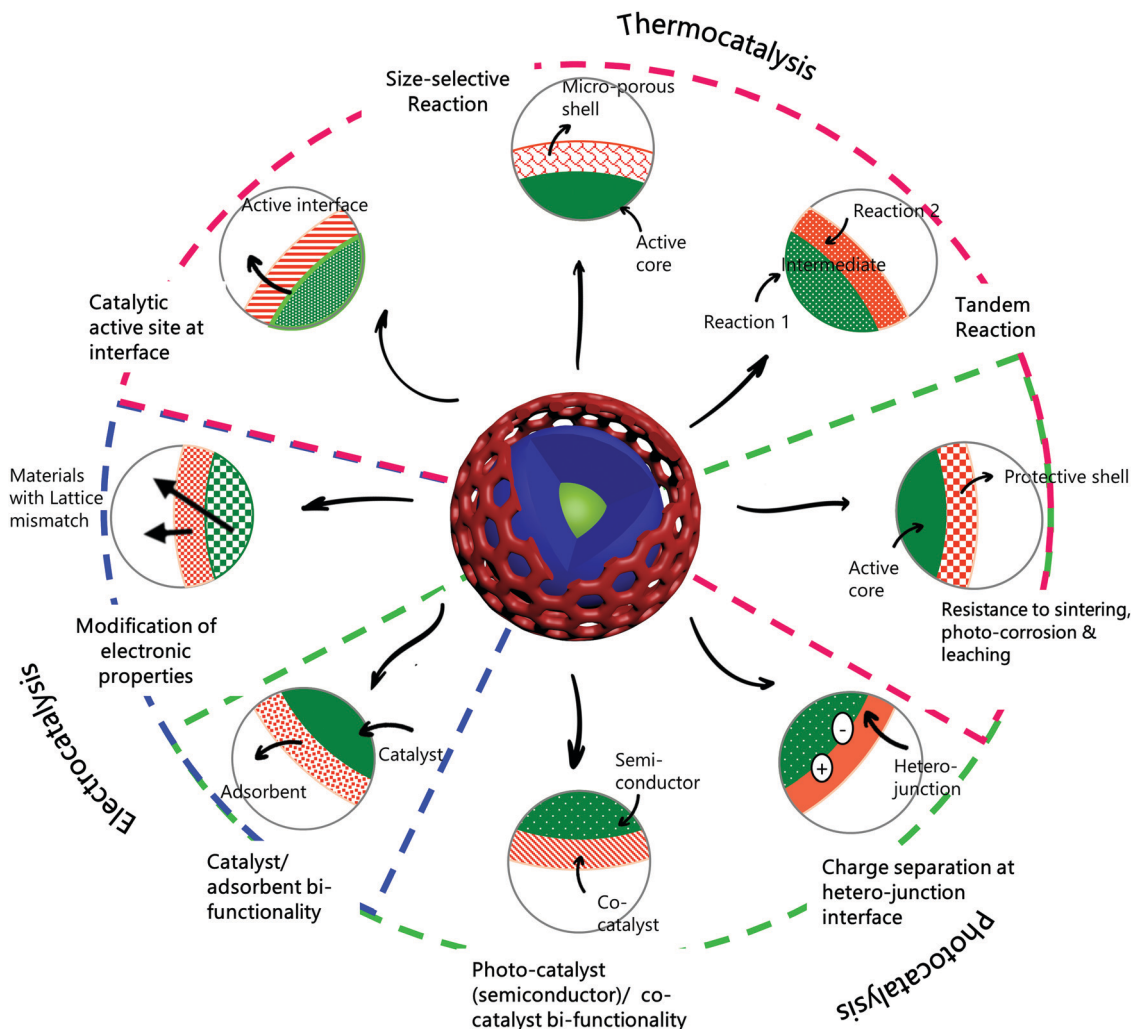 Thermocatalysis
Size-selective
Reaction
Micro-porous
shell
Active
core
Active interface
Catalytic
active site at
interface
Reaction 2
Intermediate
Reaction 1
Tandem
Reaction
Materials
with Lattice
mismatch
Modification of
electronic
properties
Protective shell
Active
core
Resistance to sintering,
photo-corrosion &
leaching
Electrocatalysis
Catalyst
Adsorbent
Catalyst/
adsorbent bi-
functionality
Semi-
conductor
Co-
catalyst
Photo-catalyst
(semiconductor)/ co-
catalyst bi-functionality
-
+
Hetero-
junction
Charge separation at
hetero-junction
interface
Photocatalysis